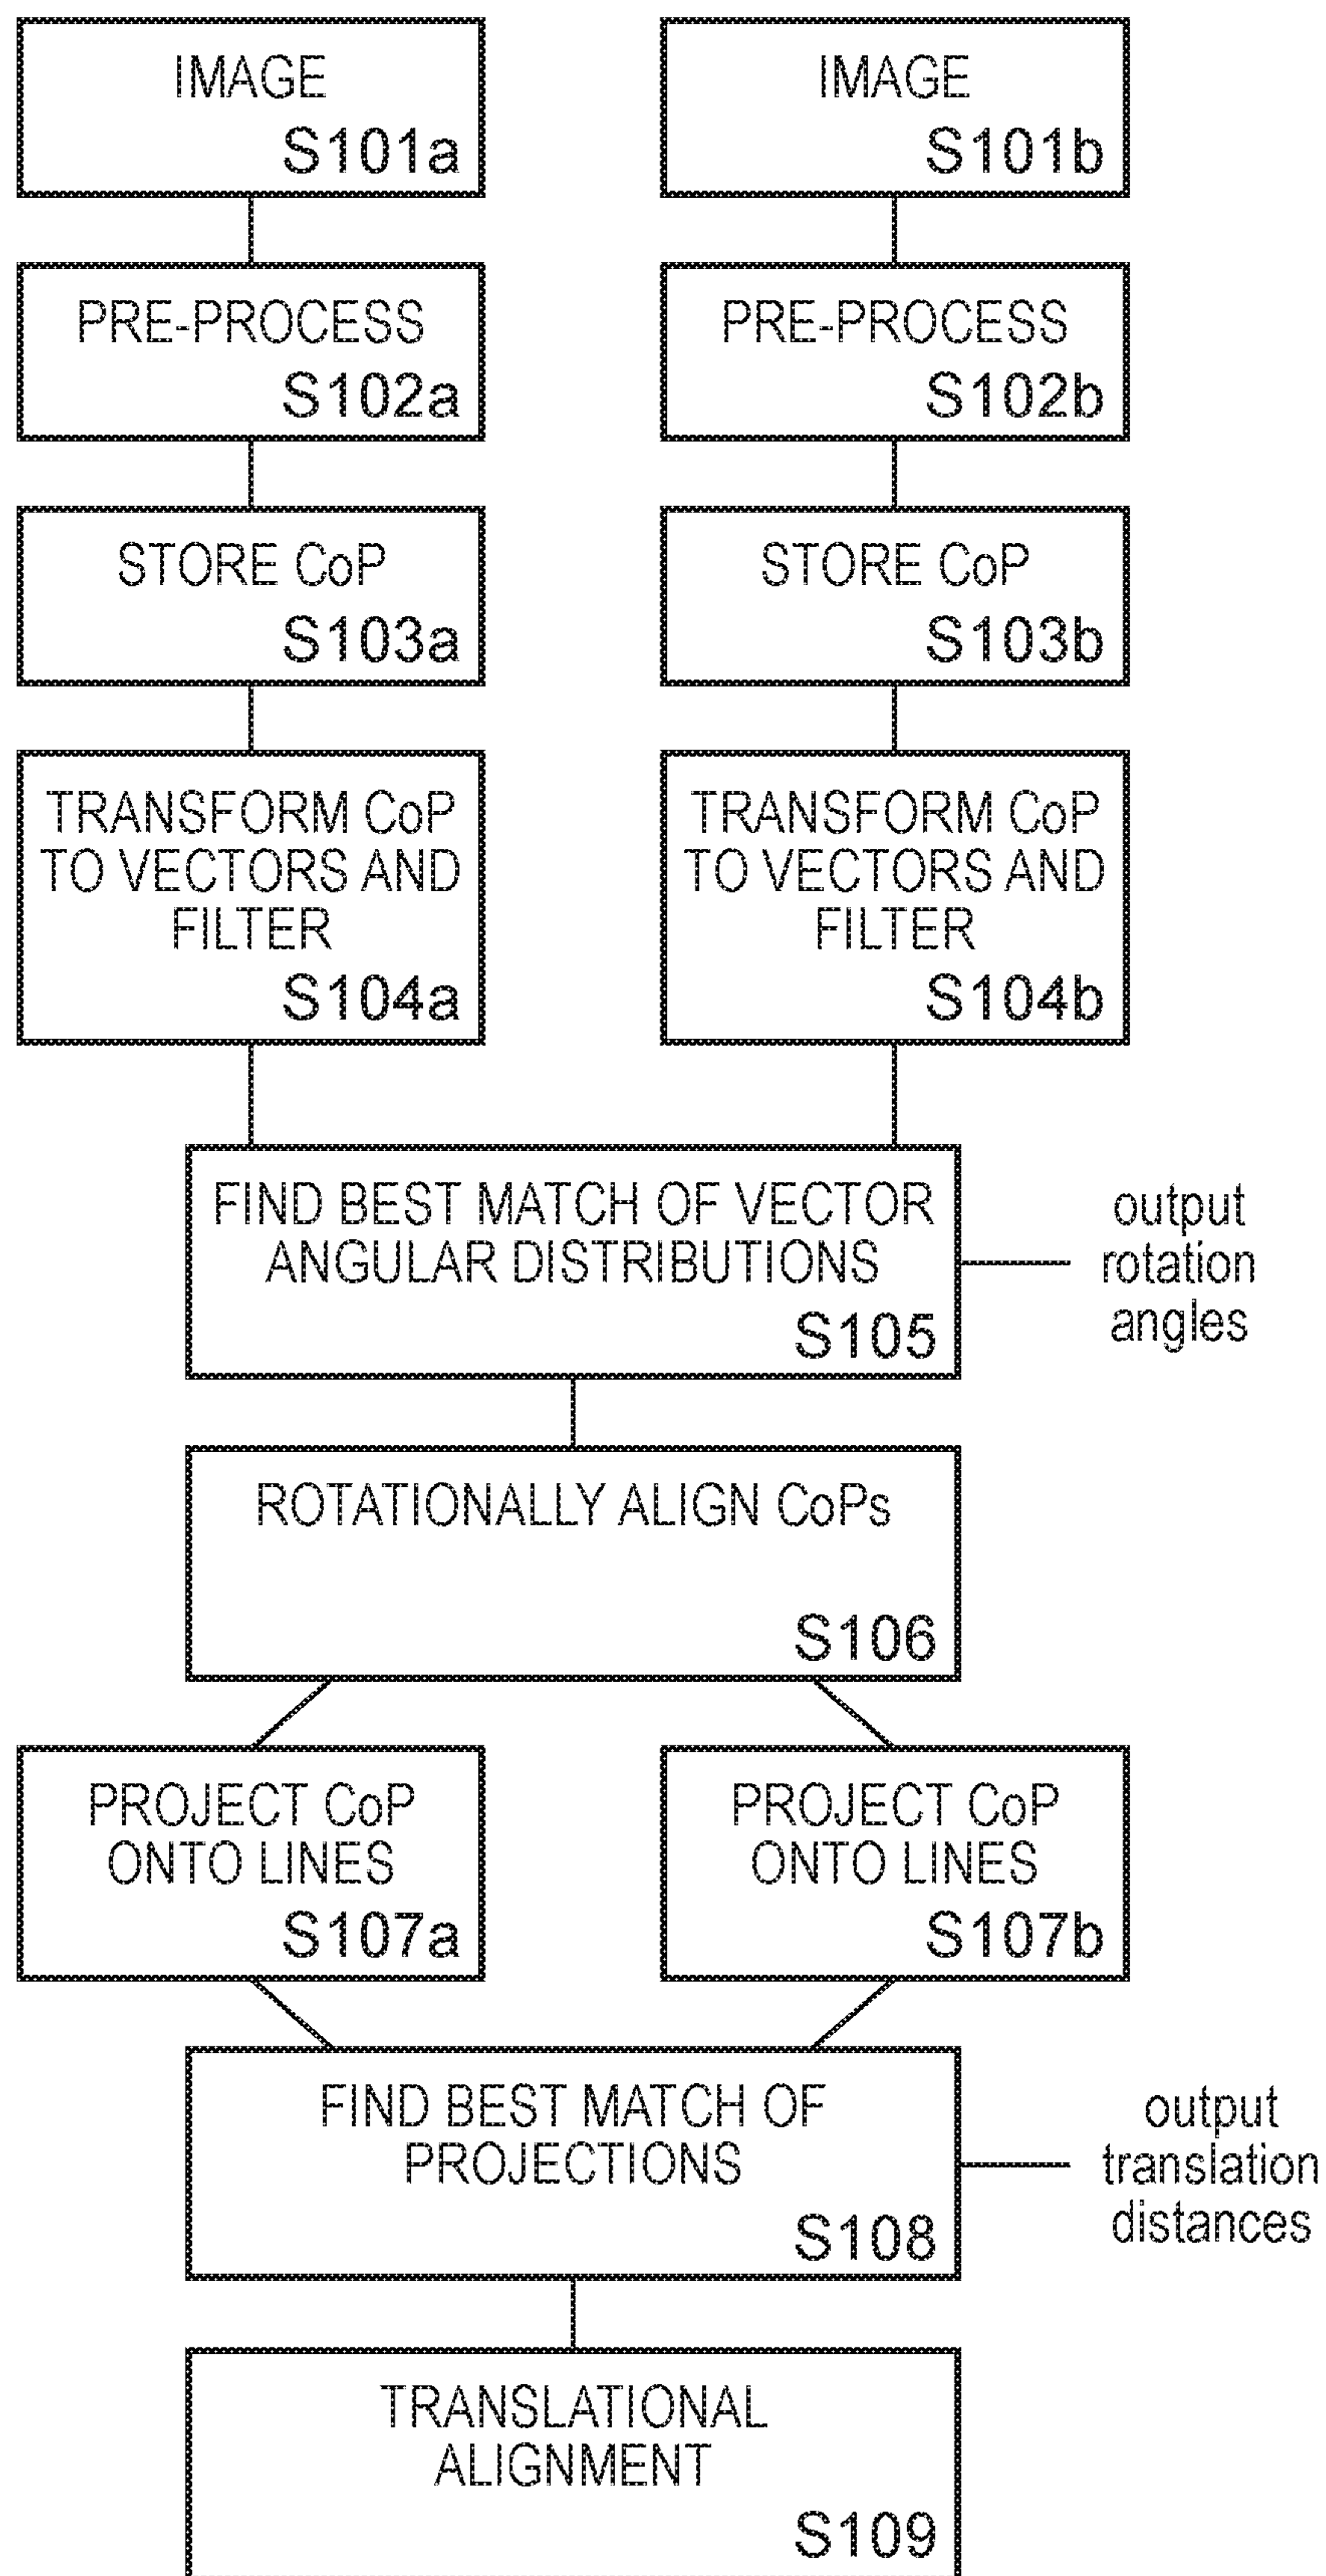 IMAGE
S101a
IMAGE
S101b
PRE-PROCESS
S102a
PRE-PROCESS
S102b
STORE CoP
S103a
STORE CoP
S103b
TRANSFORM CoP
TO VECTORS AND
FILTER
S104a
TRANSFORM CoP
TO VECTORS AND
FILTER
S104b
FIND BEST MATCH OF VECTOR
ANGULAR DISTRIBUTIONS
S105
output
rotation
angles
ROTATIONALLY ALIGN CoPs
S106
PROJECT CoP
ONTO LINES
S107a
PROJECT CoP
ONTO LINES
S107b
FIND BEST MATCH OF
PROJECTIONS
S108
output
translation
distances
TRANSLATIONAL
ALIGNMENT
S109